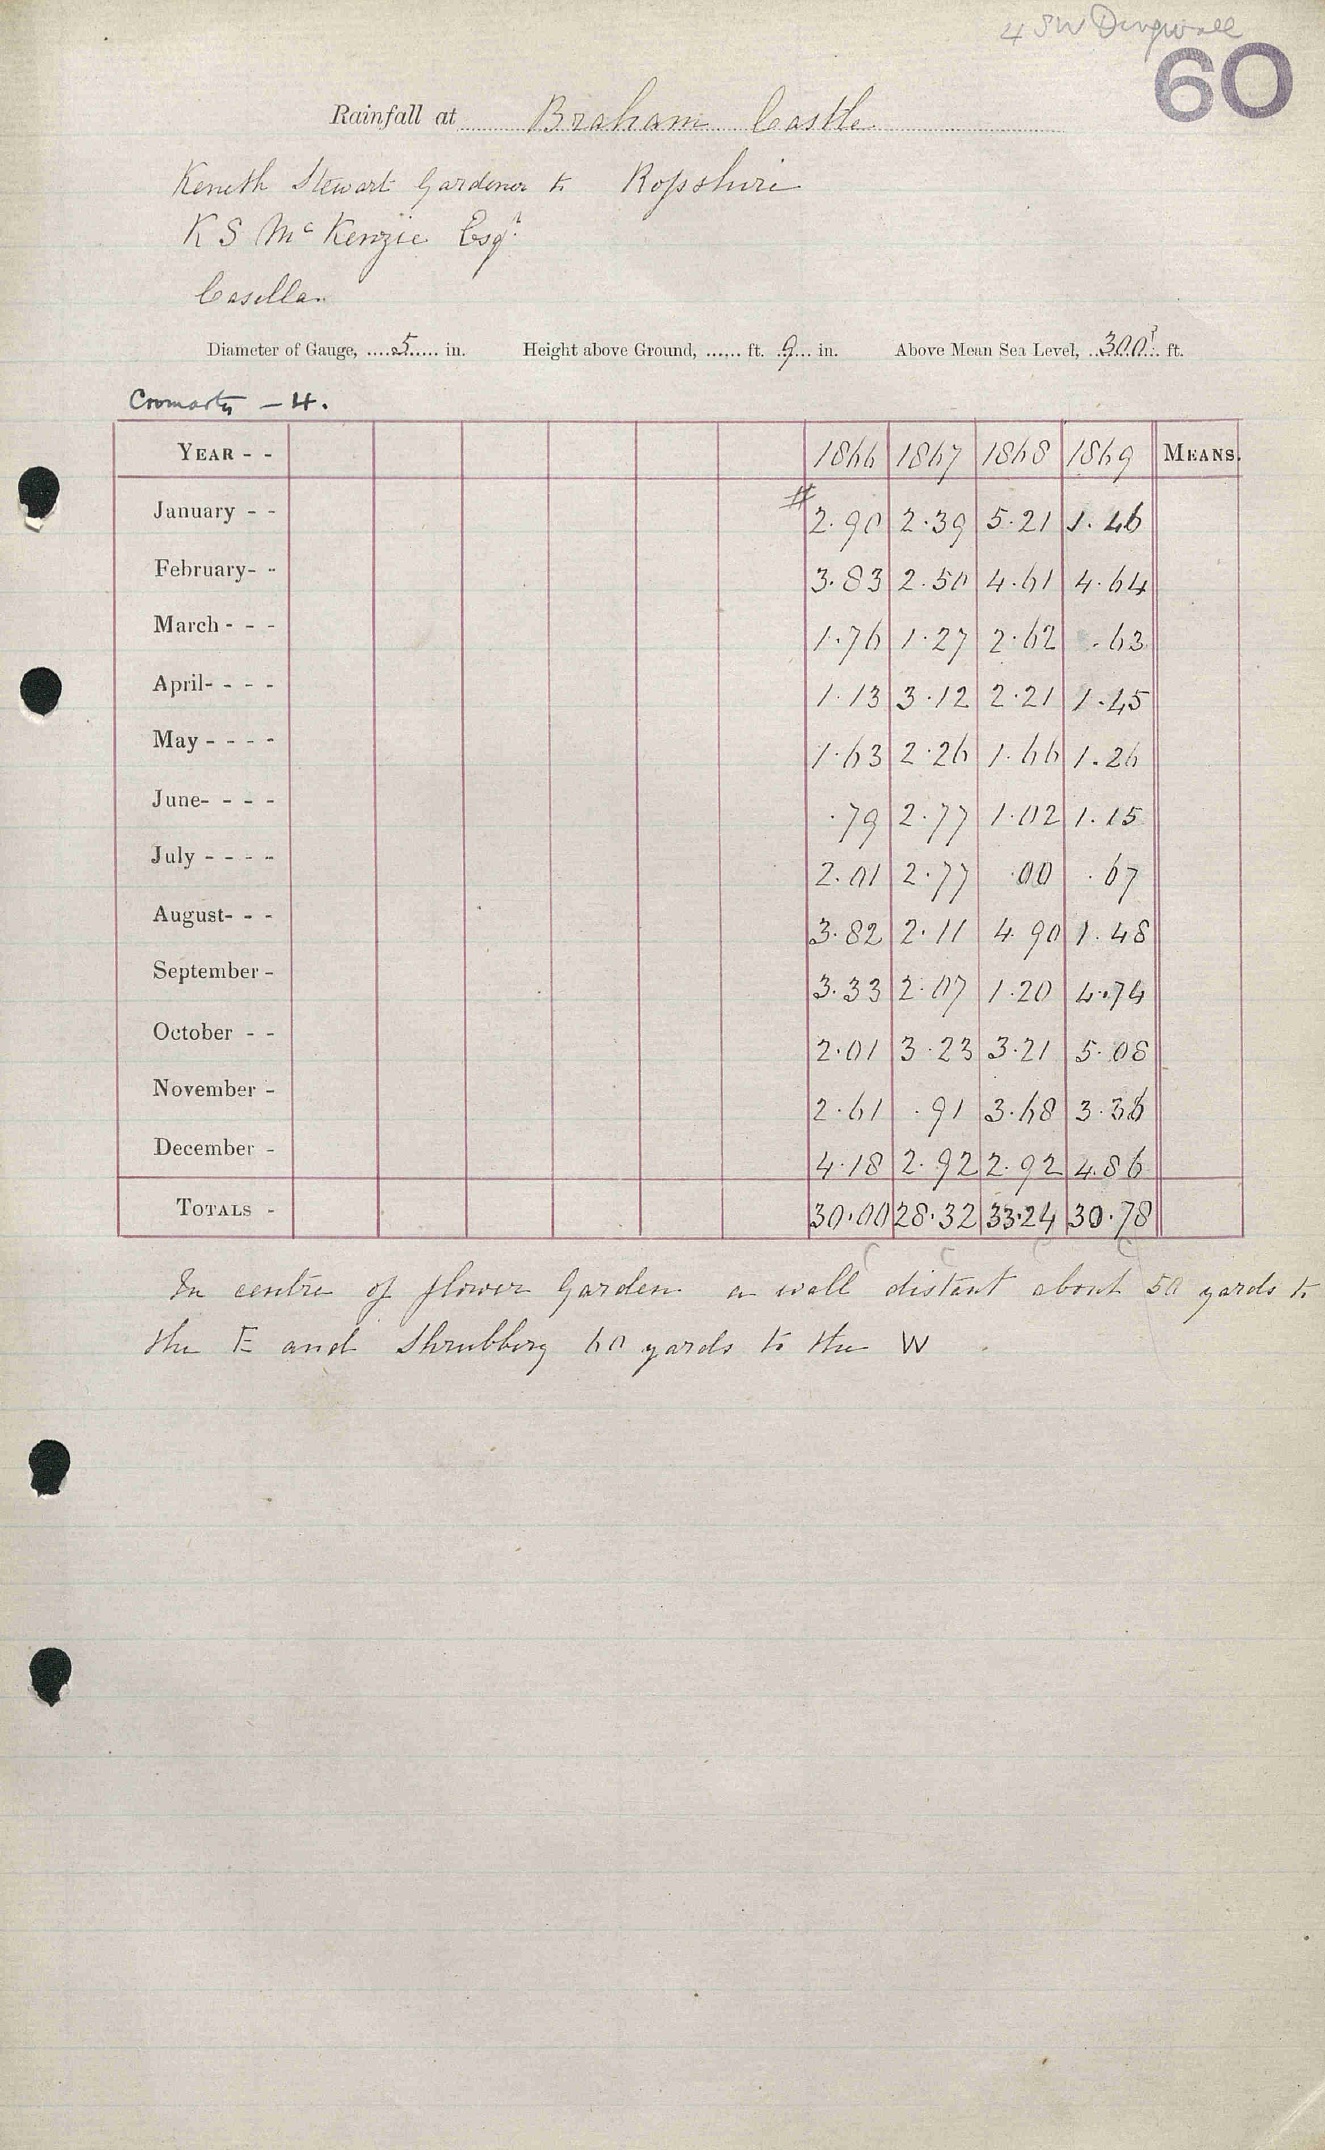 4 SW Dingwall
60
Rainfall at Braham Castle
Keneth Stewart Gardener to Rossshire
K S McKenzie Esqr
Casella
Diameter of Gauge, 5 in. Height above Ground, ...... ft. 9 in. Above Mean Sea Level, 300? ft.
Cromarty - 4.
YEAR - - 1866 1867 1868 1869 MEANS.
January - - # 2.90 2.39 5.21 1.46
February- - 3.83 2.50 4.61 4.64
March - - - 1.76 1.27 2.62 .63
April- - - - 1.13 3.12 2.21 1.45
May - - - - 1.63 2.26 1.66 1.26
June- - - - .79 2.77 1.02 1.15
July - - - - 2.01 2.77 .00 .67
August- - - 3.82 2.11 4.90 1.48
September - 3.33 2.07 1.20 4.74
October - - 2.01 3.23 3.21 5.08
November - 2.61 .91 3.68 3.36
December - 4.18 2.92 2.92 4.86
TOTALS - 30.00 28.32 33.24 30.78
In centre of flower Garden a wall distant about 50 yards to
the E and Shrubbery 60 yards to the W